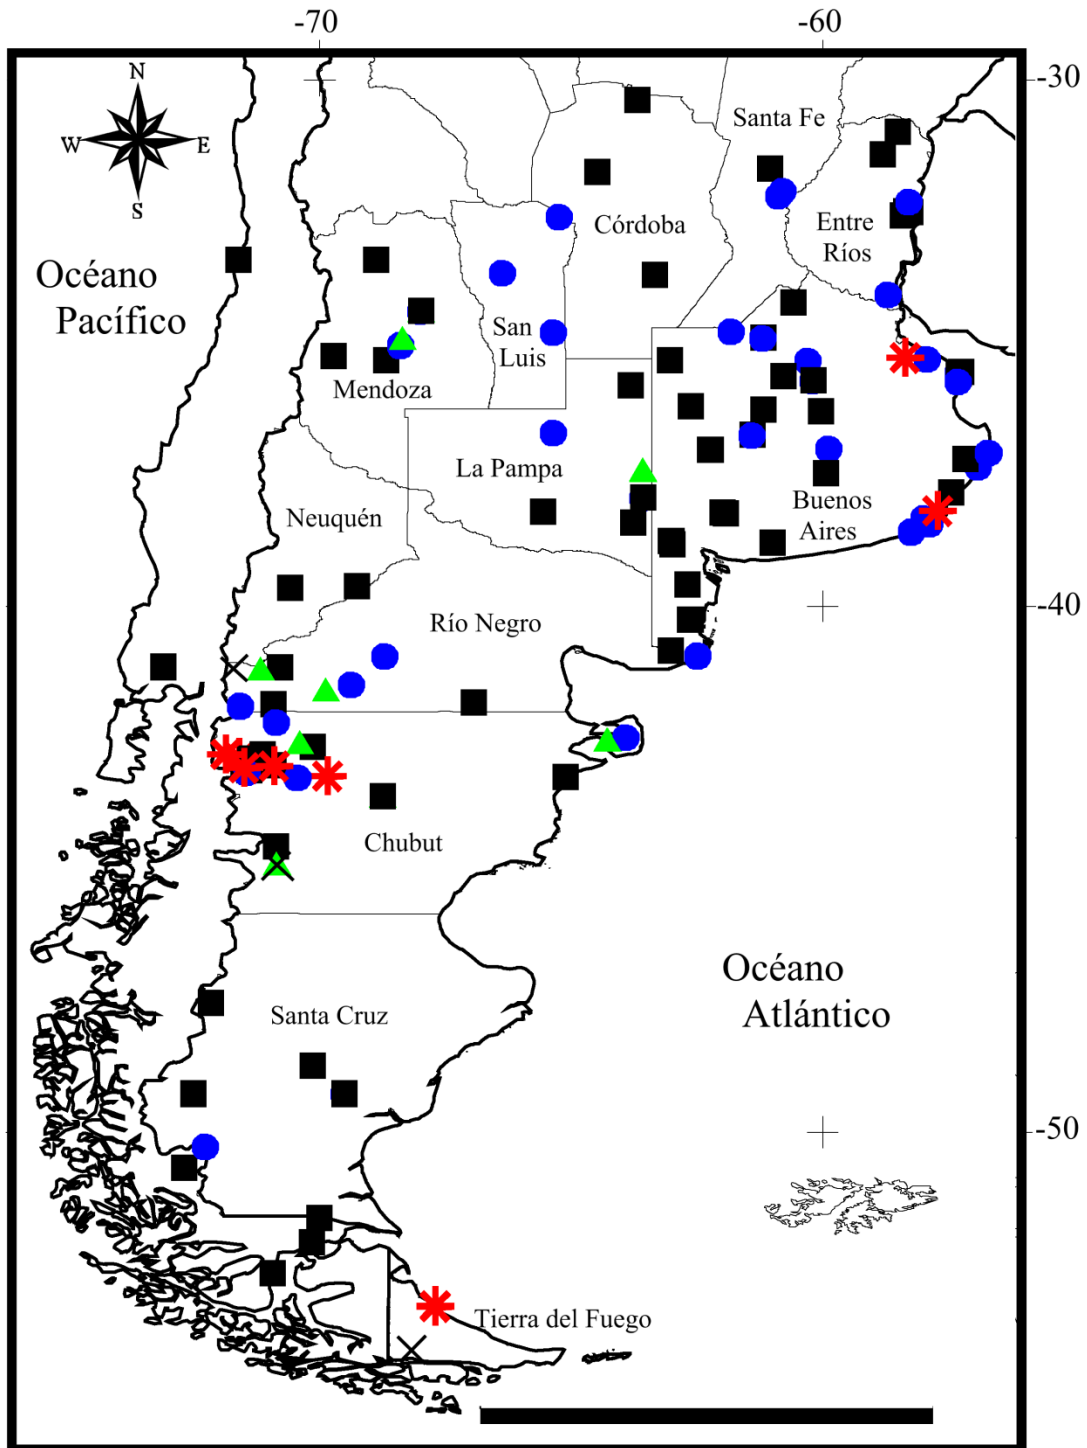 -70
-60
-30
N
W
E
S
Santa Fe
Entre
Ríos
Córdoba
Océano
Pacífico
San
Luis
Mendoza
La Pampa
Buenos
Aires
Neuquén
-40
Río Negro
Chubut
Océano
Atlántico
Santa Cruz
-50
Tierra del Fuego